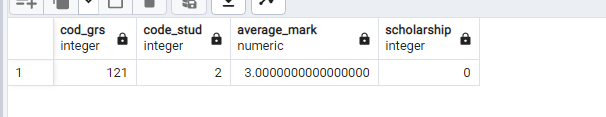 cod_grs code_stud average_mark scholarship
integer integer numeric integer
1 121 2 3.0000000000000000 0